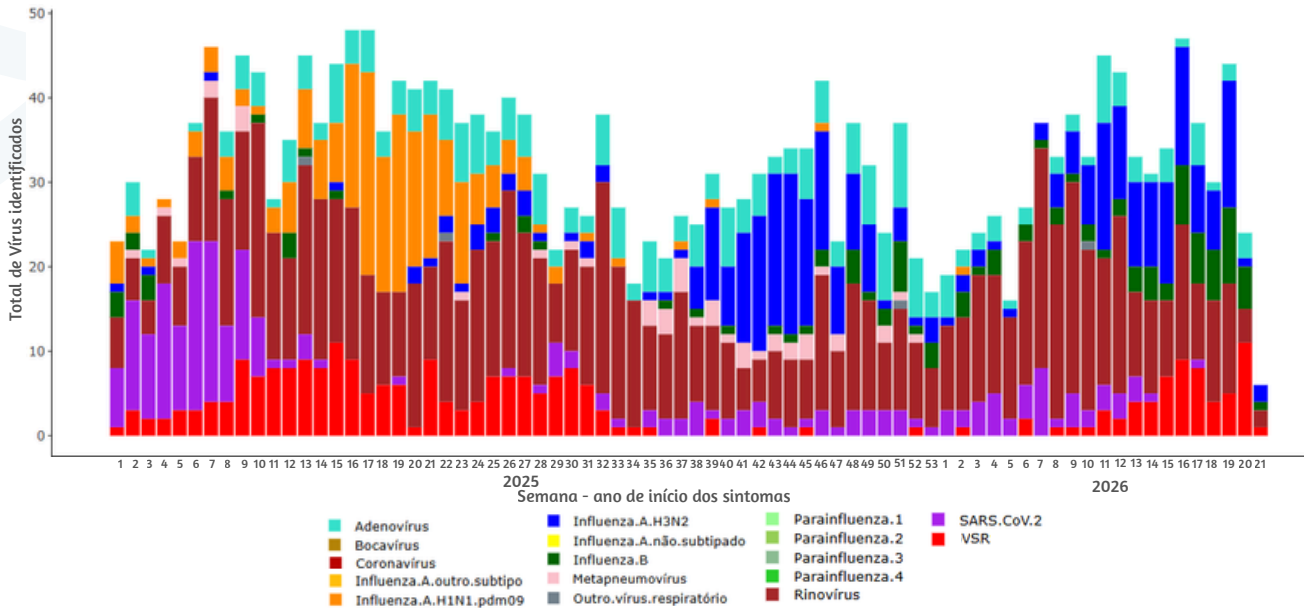 50
40
30
20
10
0
Total de Vírus identificados
1 2 3 4 5 6 7 8 9 10 11 12 13 14 15 16 17 18 19 20 21 22 23 24 25 26 27 28 29 30 31 32 33 34 35 36 37 38 39 40 41 42 43 44 45 46 47 48 49 50 51 52 53 1 2 3 4 5 6 7 8 9 10 11 12 13 14 15 16 17 18 19 20 21
2025 2026
Semana - ano de início dos sintomas
Adenovírus
Bocavírus
Coronavírus
Influenza.A.outro.subtipo
Influenza.A.H1N1.pdm09
Influenza.A.H3N2
Influenza.A.não.subtipado
Influenza.B
Metapneumovírus
Outro.vírus.respiratório
Parainfluenza.1
Parainfluenza.2
Parainfluenza.3
Parainfluenza.4
Rinovírus
SARS.CoV.2
VSR